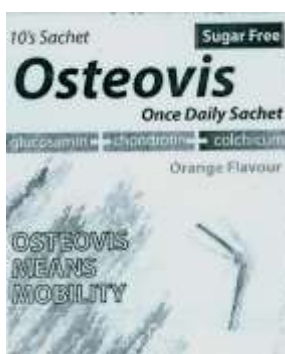 10's Sachet
Sugar Free
Osteovis
Once Daily Sachet
glucosamin chondrotin colchicum
Orange Flavour
OSTEOVIS
MEANS
MOBILITY